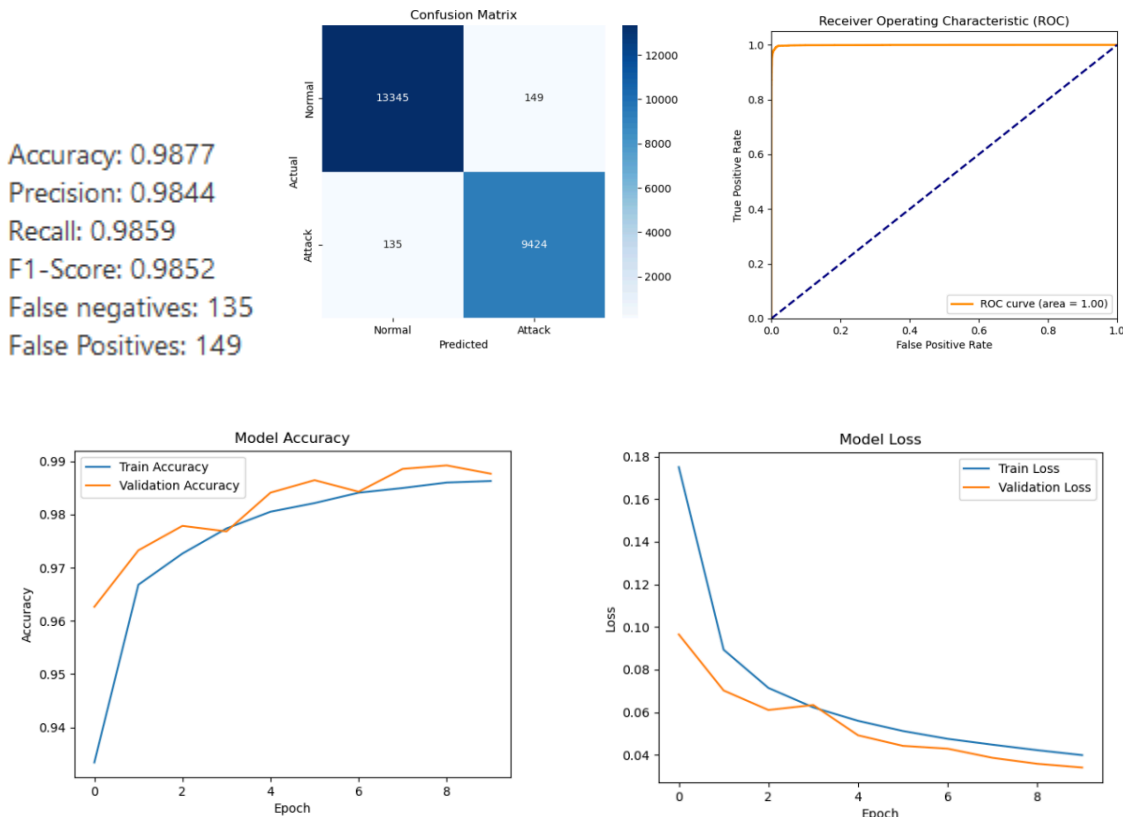 Accuracy: 0.9877
Precision: 0.9844
Recall: 0.9859
F1-Score: 0.9852
False negatives: 135
False Positives: 149
Confusion Matrix
Actual
Normal
Attack
13345
149
135
9424
Normal
Attack
Predicted
12000
10000
8000
6000
4000
2000
Receiver Operating Characteristic (ROC)
True Positive Rate
1.0
0.8
0.6
0.4
0.2
0.0
ROC curve (area = 1.00)
0.0
0.2
0.4
0.6
0.8
1.0
False Positive Rate
Model Accuracy
Train Accuracy
Validation Accuracy
Accuracy
0.99
0.98
0.97
0.96
0.95
0.94
0
2
4
6
8
Epoch
Model Loss
Train Loss
Validation Loss
Loss
0.18
0.16
0.14
0.12
0.10
0.08
0.06
0.04
0
2
4
6
8
Epoch